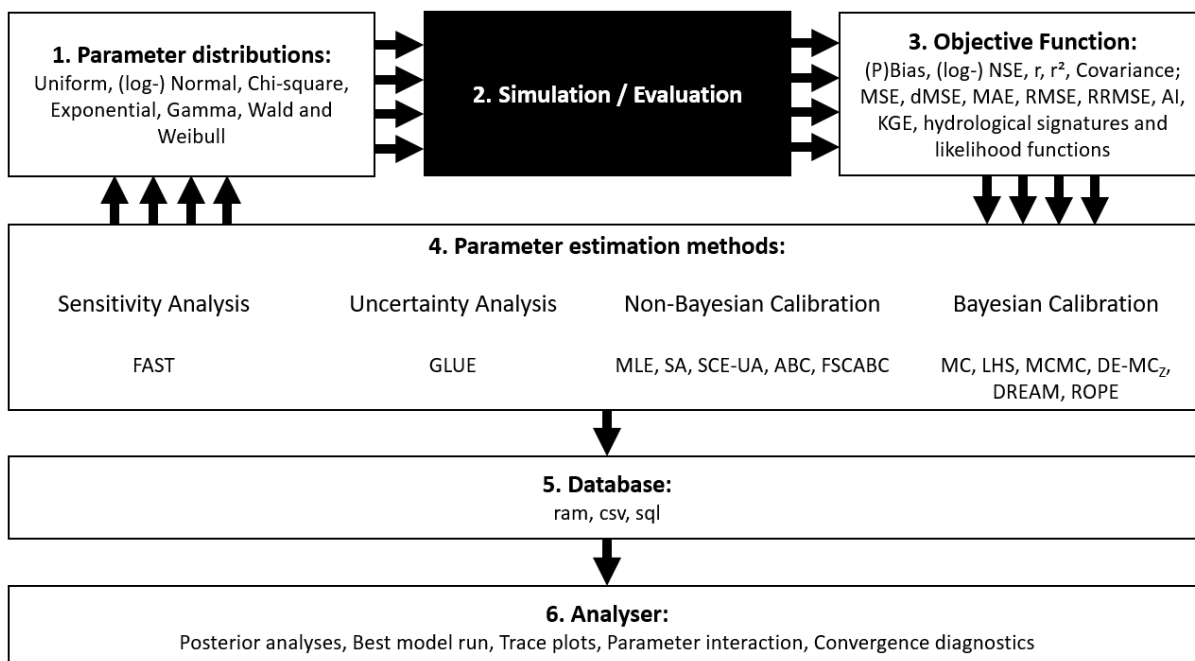 1. Parameter distributions:
Uniform, (log-) Normal, Chi-square,
Exponential, Gamma, Wald and
Weibull
2. Simulation / Evaluation
3. Objective Function:
(P)Bias, (log-) NSE, r, r², Covariance;
MSE, dMSE, MAE, RMSE, RRMSE, AI,
KGE, hydrological signatures and
likelihood functions
4. Parameter estimation methods:
Sensitivity Analysis
FAST
Uncertainty Analysis
GLUE
Non-Bayesian Calibration
MLE, SA, SCE-UA, ABC, FSCABC
Bayesian Calibration
MC, LHS, MCMC, DE-MCz,
DREAM, ROPE
5. Database:
ram, csv, sql
6. Analyser:
Posterior analyses, Best model run, Trace plots, Parameter interaction, Convergence diagnostics